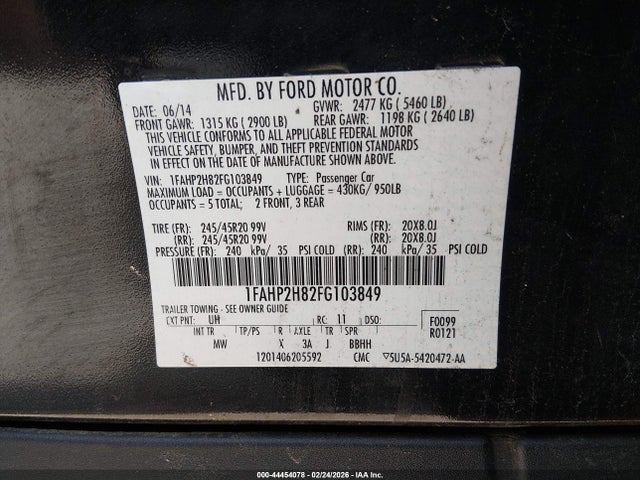 MFD. BY FORD MOTOR CO.
DATE: 06/14 GVWR: 2477 KG ( 5460 LB)
FRONT GAWR: 1315 KG ( 2900 LB) REAR GAWR: 1198 KG ( 2640 LB)
THIS VEHICLE CONFORMS TO ALL APPLICABLE FEDERAL MOTOR
VEHICLE SAFETY, BUMPER, AND THEFT PREVENTION STANDARDS
IN EFFECT ON THE DATE OF MANUFACTURE SHOWN ABOVE.
VIN: 1FAHP2H82FG103849 TYPE: Passenger Car
MAXIMUM LOAD = OCCUPANTS + LUGGAGE = 430KG/ 950LB
OCCUPANTS = 5 TOTAL; 2 FRONT, 3 REAR
TIRE (FR): 245/45R20 99V RIMS (FR): 20X8.0J
(RR): 245/45R20 99V (RR): 20X8.0J
PRESSURE (FR): 240 kPa/ 35 PSI COLD (RR): 240 kPa/ 35 PSI COLD
1FAHP2H82FG103849
TRAILER TOWING - SEE OWNER GUIDE
EXT PNT: UH RC: 11 DSO: F0099
INT TR TP/PS R AXLE TR SPR R0121
MW X 3A J BBHH
1201406205592 CMC ▽5U5A-5420472-AA
000-44454078 - 02/24/2026 - IAA Inc.